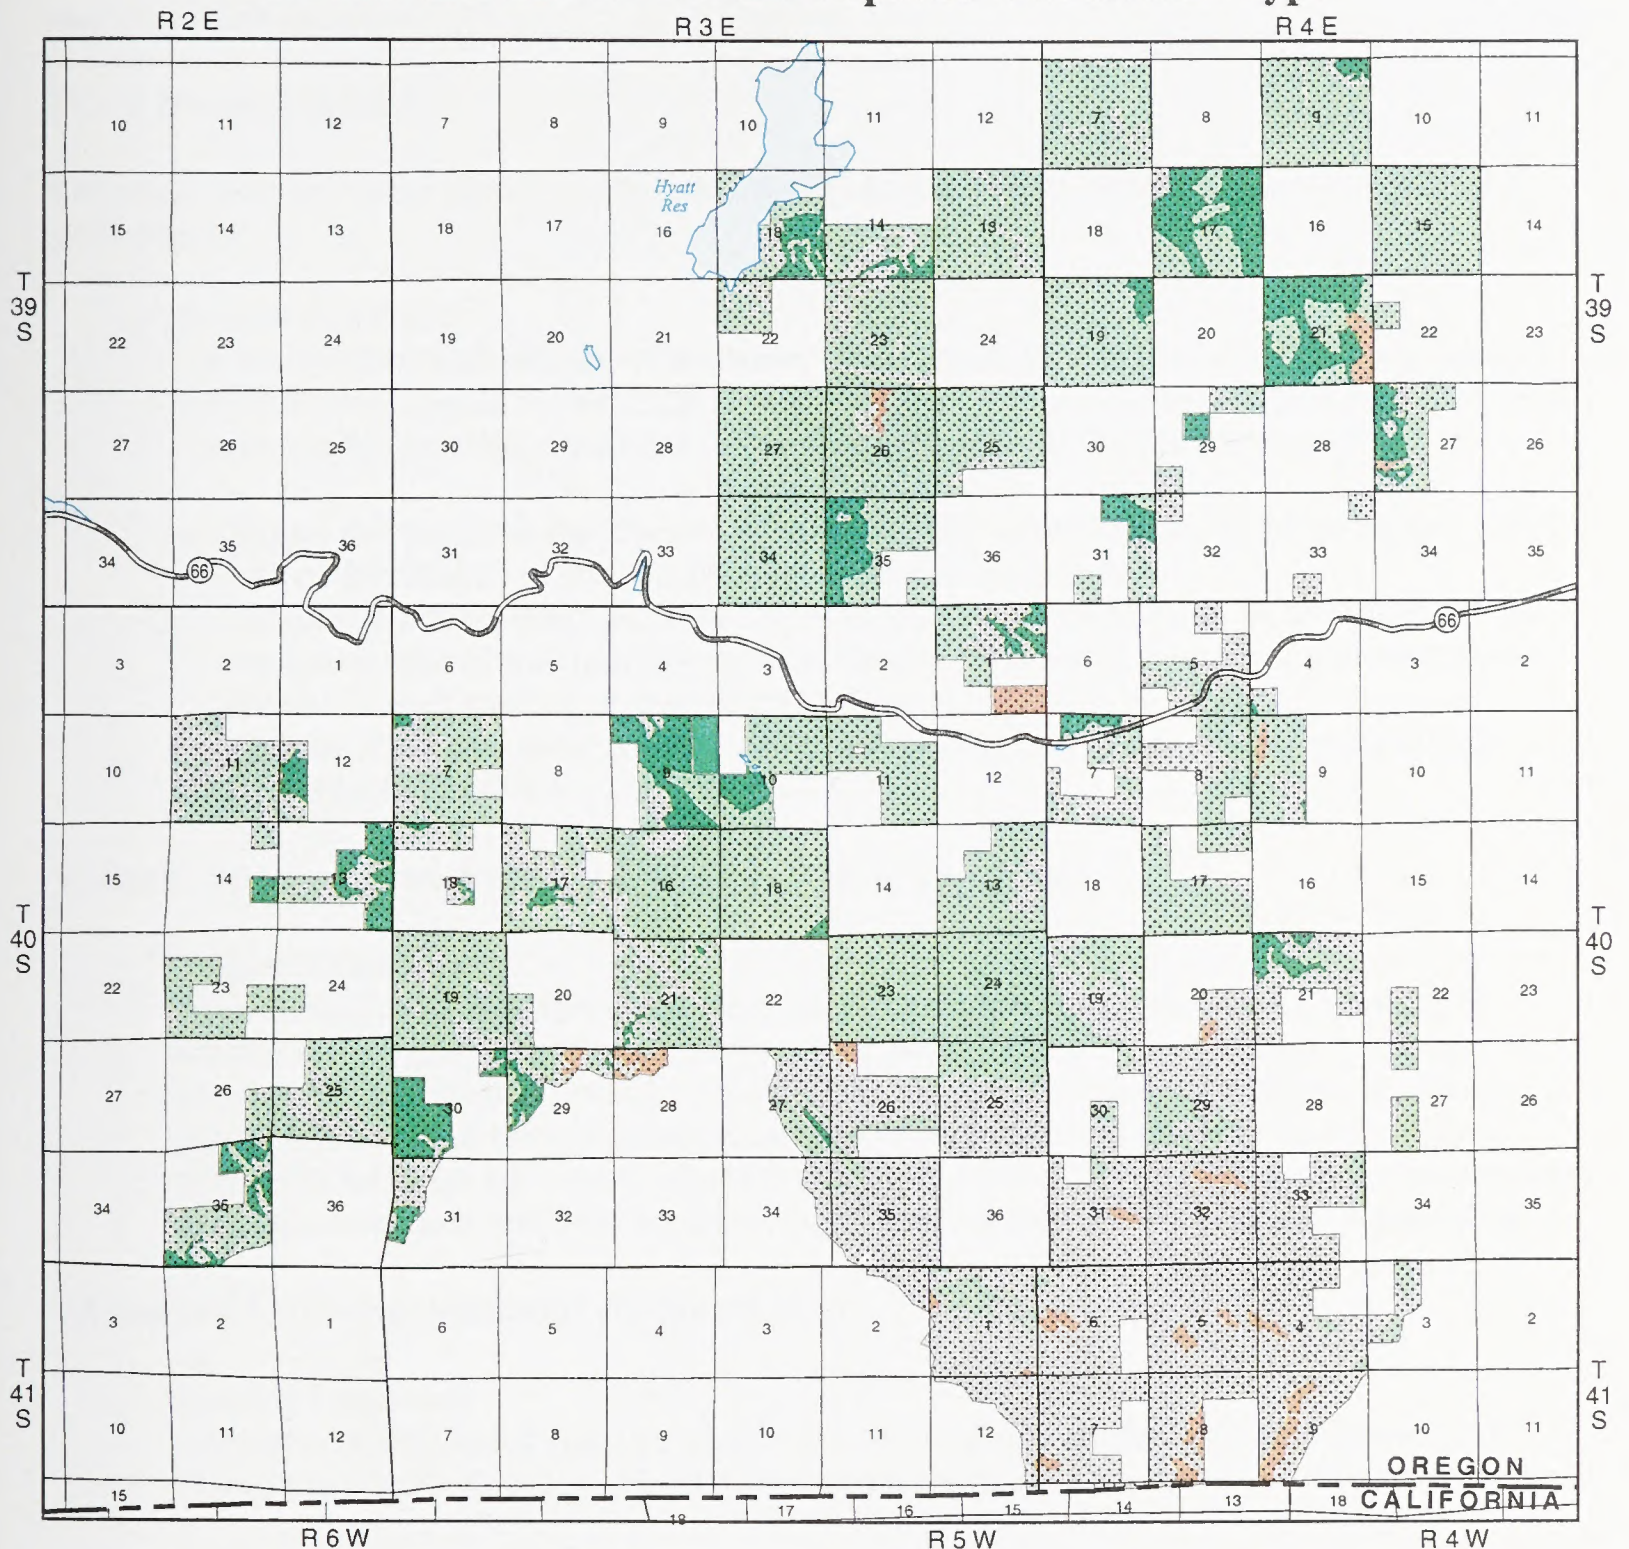 R 2 E R 3 E R 4 E
10 11 12 7 8 9 10 11 12 7 8 9 10 11
Hyatt
Res
15 14 13 18 17 16 18 14 13 18 17 16 15 14
T
39
S
22 23 24 19 20 21 22 23 24 19 20 21 22 23
T
39
S
27 26 25 30 29 28 27 26 25 30 29 28 27 26
34 66 35 36 31 32 33 34 35 36 31 32 33 34 35
3 2 1 6 5 4 3 2 1 6 5 4 66 3 2
10 11 12 7 8 9 10 11 12 7 8 9 10 11
15 14 13 18 17 16 18 14 13 18 17 16 15 14
T
40
S
22 23 24 19 20 21 22 23 24 19 20 21 22 23
T
40
S
27 26 25 30 29 28 27 26 25 30 29 28 27 26
34 35 36 31 32 33 34 35 36 31 32 33 34 35
3 2 1 6 5 4 3 2 1 6 5 4 3 2
T
41
S
10 11 12 7 8 9 10 11 12 7 8 9 10 11
T
41
S
OREGON
CALIFORNIA
15 18 17 16 15 14 13 18
R 6 W R 5 W R 4 W